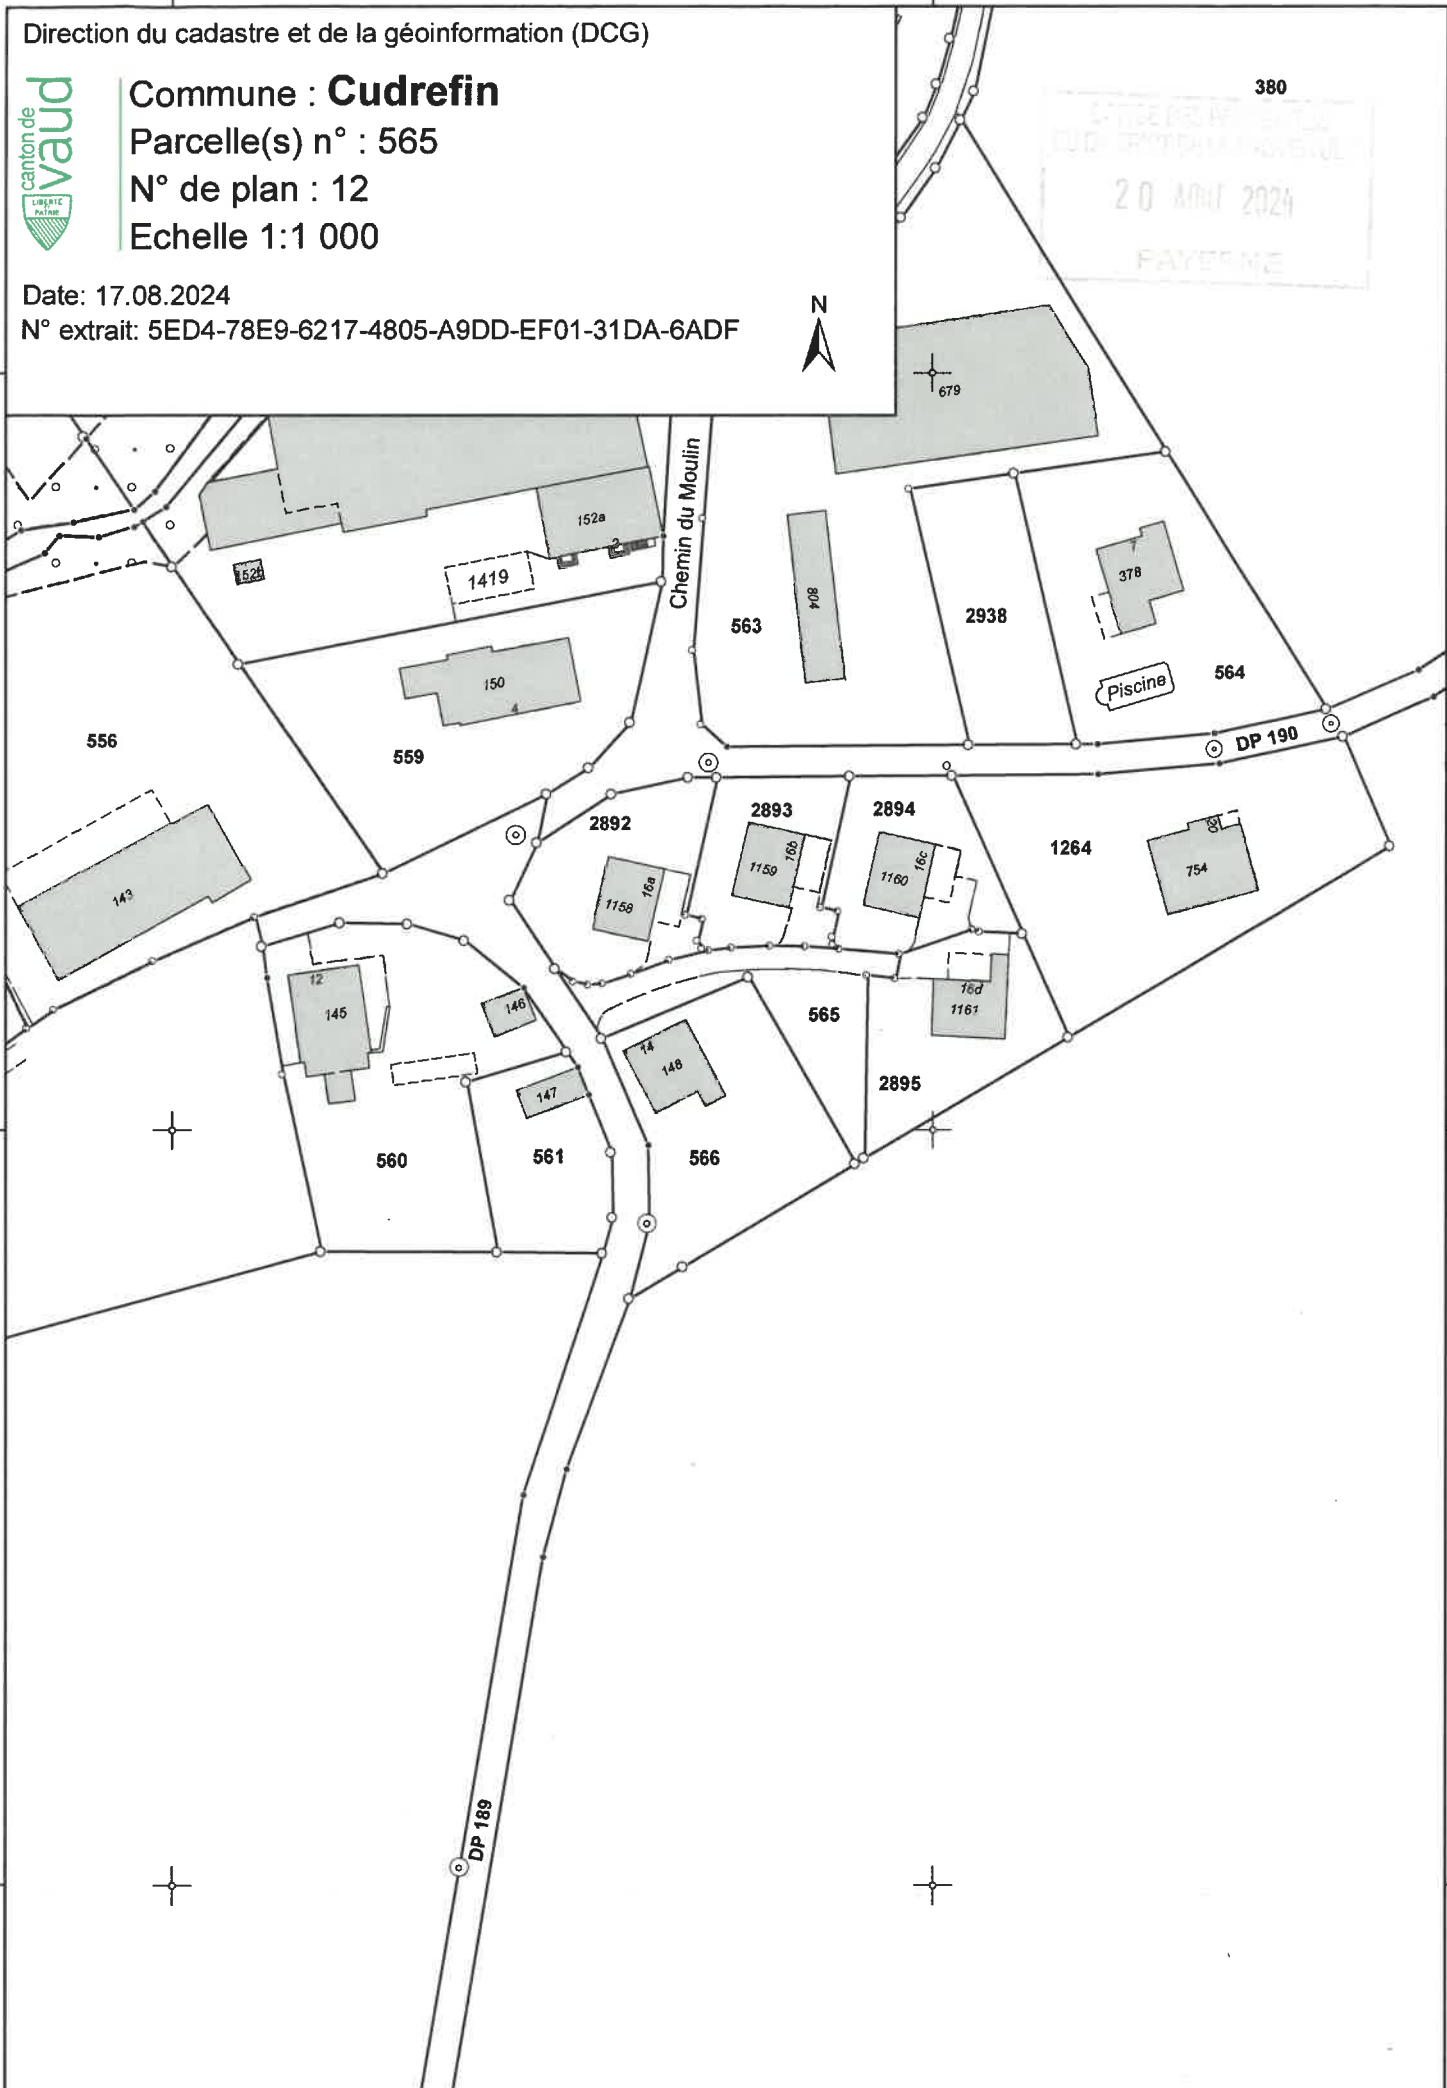 Direction du cadastre et de la géoinformation (DCG)
canton de
vaud
LIBERTÉ
ET
PATRIE
Commune : Cudrefin
Parcelle(s) n° : 565
N° de plan : 12
Echelle 1:1 000
Date: 17.08.2024
N° extrait: 5ED4-78E9-6217-4805-A9DD-EF01-31DA-6ADF
N
380
20 AOUT 2024
PAYERNE
679
Chemin du Moulin
152a
2
1419
804
563
2938
7
378
564
Piscine
150
4
556
559
DP 190
2892
2893
2894
1264
16a
1158
16b
1159
16c
1160
20
754
143
12
145
146
16d
1161
565
14
148
2895
147
560
561
566
DP 189